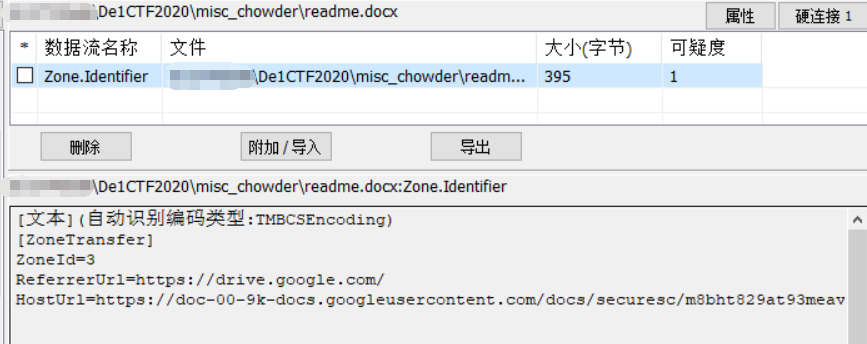 \De1CTF2020\misc_chowder\readme.docx
属性
硬连接 1
* 数据流名称 文件 大小(字节) 可疑度
Zone.Identifier \De1CTF2020\misc_chowder\readm... 395 1
删除 附加/导入 导出
\De1CTF2020\misc_chowder\readme.docx:Zone.Identifier
[文本](自动识别编码类型:TMBCSEncoding)
[ZoneTransfer]
ZoneId=3
ReferrerUrl=https://drive.google.com/
HostUrl=https://doc-00-9k-docs.googleusercontent.com/docs/securesc/m8bht829at93meav